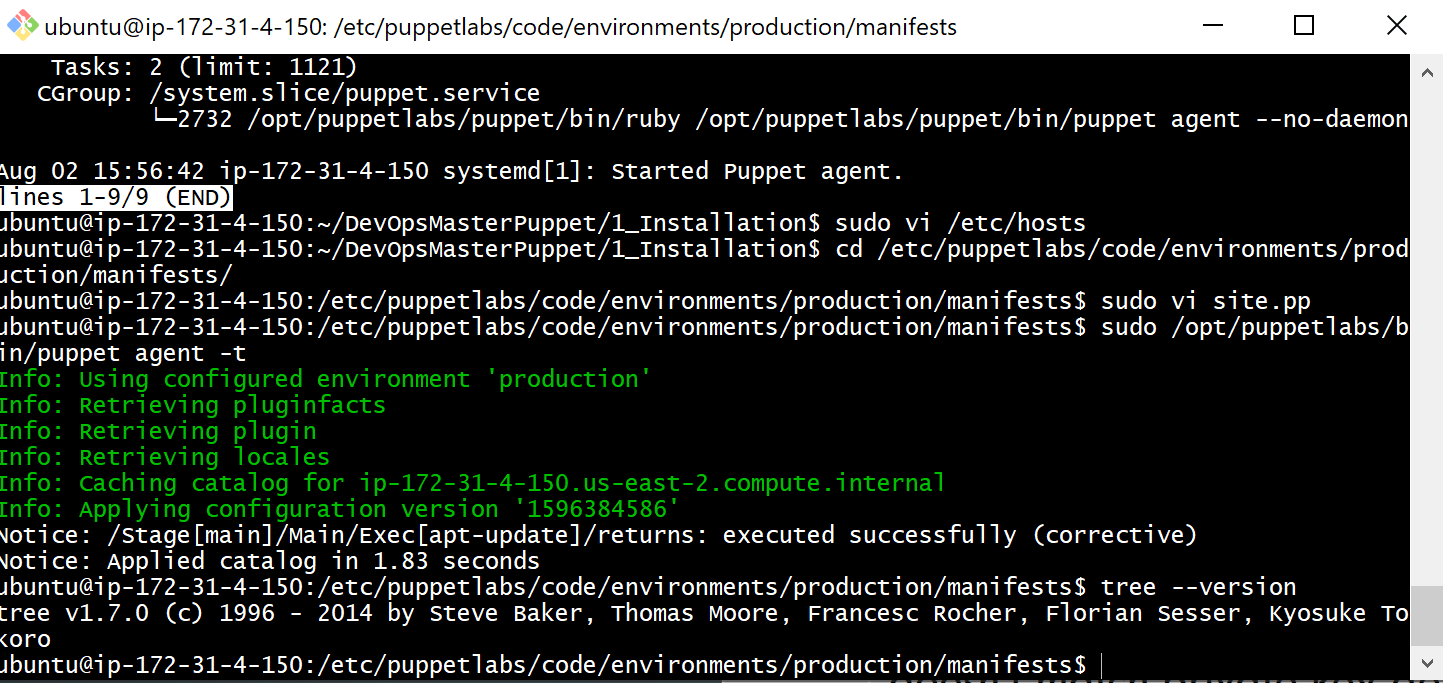 ubuntu@ip-172-31-4-150: /etc/puppetlabs/code/environments/production/manifests
Tasks: 2 (limit: 1121)
CGroup: /system.slice/puppet.service
└─2732 /opt/puppetlabs/puppet/bin/ruby /opt/puppetlabs/puppet/bin/puppet agent --no-daemon
Aug 02 15:56:42 ip-172-31-4-150 systemd[1]: Started Puppet agent.
lines 1-9/9 (END)
ubuntu@ip-172-31-4-150:~/DevOpsMasterPuppet/1_Installation$ sudo vi /etc/hosts
ubuntu@ip-172-31-4-150:~/DevOpsMasterPuppet/1_Installation$ cd /etc/puppetlabs/code/environments/prod
uction/manifests/
ubuntu@ip-172-31-4-150:/etc/puppetlabs/code/environments/production/manifests$ sudo vi site.pp
ubuntu@ip-172-31-4-150:/etc/puppetlabs/code/environments/production/manifests$ sudo /opt/puppetlabs/b
in/puppet agent -t
Info: Using configured environment 'production'
Info: Retrieving pluginfacts
Info: Retrieving plugin
Info: Retrieving locales
Info: Caching catalog for ip-172-31-4-150.us-east-2.compute.internal
Info: Applying configuration version '1596384586'
Notice: /Stage[main]/Main/Exec[apt-update]/returns: executed successfully (corrective)
Notice: Applied catalog in 1.83 seconds
ubuntu@ip-172-31-4-150:/etc/puppetlabs/code/environments/production/manifests$ tree --version
tree v1.7.0 (c) 1996 - 2014 by Steve Baker, Thomas Moore, Francesc Rocher, Florian Sesser, Kyosuke To
koro
ubuntu@ip-172-31-4-150:/etc/puppetlabs/code/environments/production/manifests$